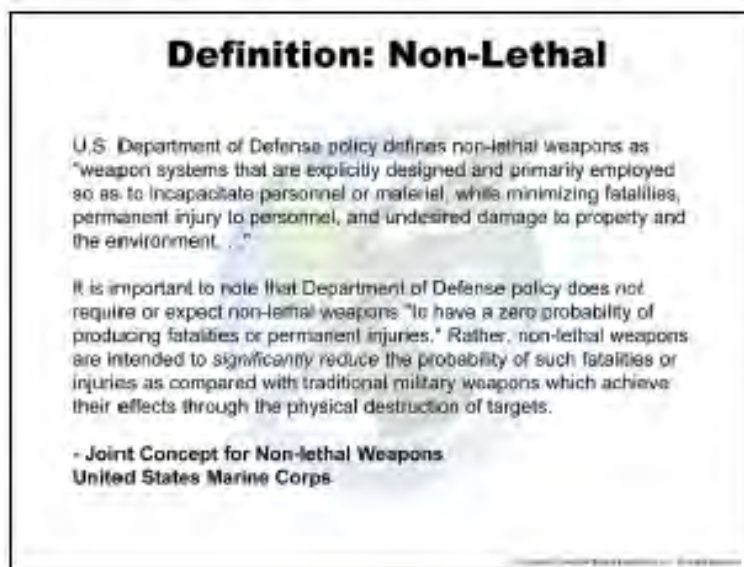 Definition: Non-Lethal
U.S. Department of Defense policy defines non-lethal weapons as
"weapon systems that are explicitly designed and primarily employed
so as to incapacitate personnel or materiel, while minimizing fatalities,
permanent injury to personnel, and undesired damage to property and
the environment. . ."
It is important to note that Department of Defense policy does not
require or expect non-lethal weapons "to have a zero probability of
producing fatalities or permanent injuries." Rather, non-lethal weapons
are intended to significantly reduce the probability of such fatalities or
injuries as compared with traditional military weapons which achieve
their effects through the physical destruction of targets.
- Joint Concept for Non-lethal Weapons
United States Marine Corps